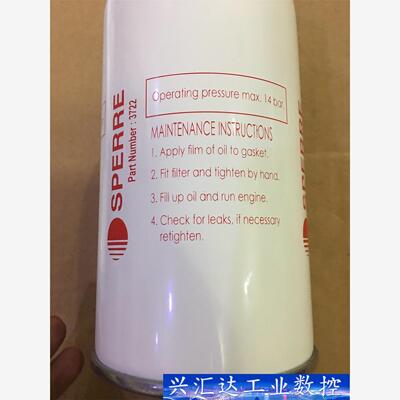 SPERRE
Part Number : 3722
Operating pressure max. 14 bar.
MAINTENANCE INSTRUCTIONS
1. Apply film of oil to gasket.
2. Fit filter and tighten by hand.
3. Fill up oil and run engine.
4. Check for leaks, if necessary
retighten.
兴汇达工业数控